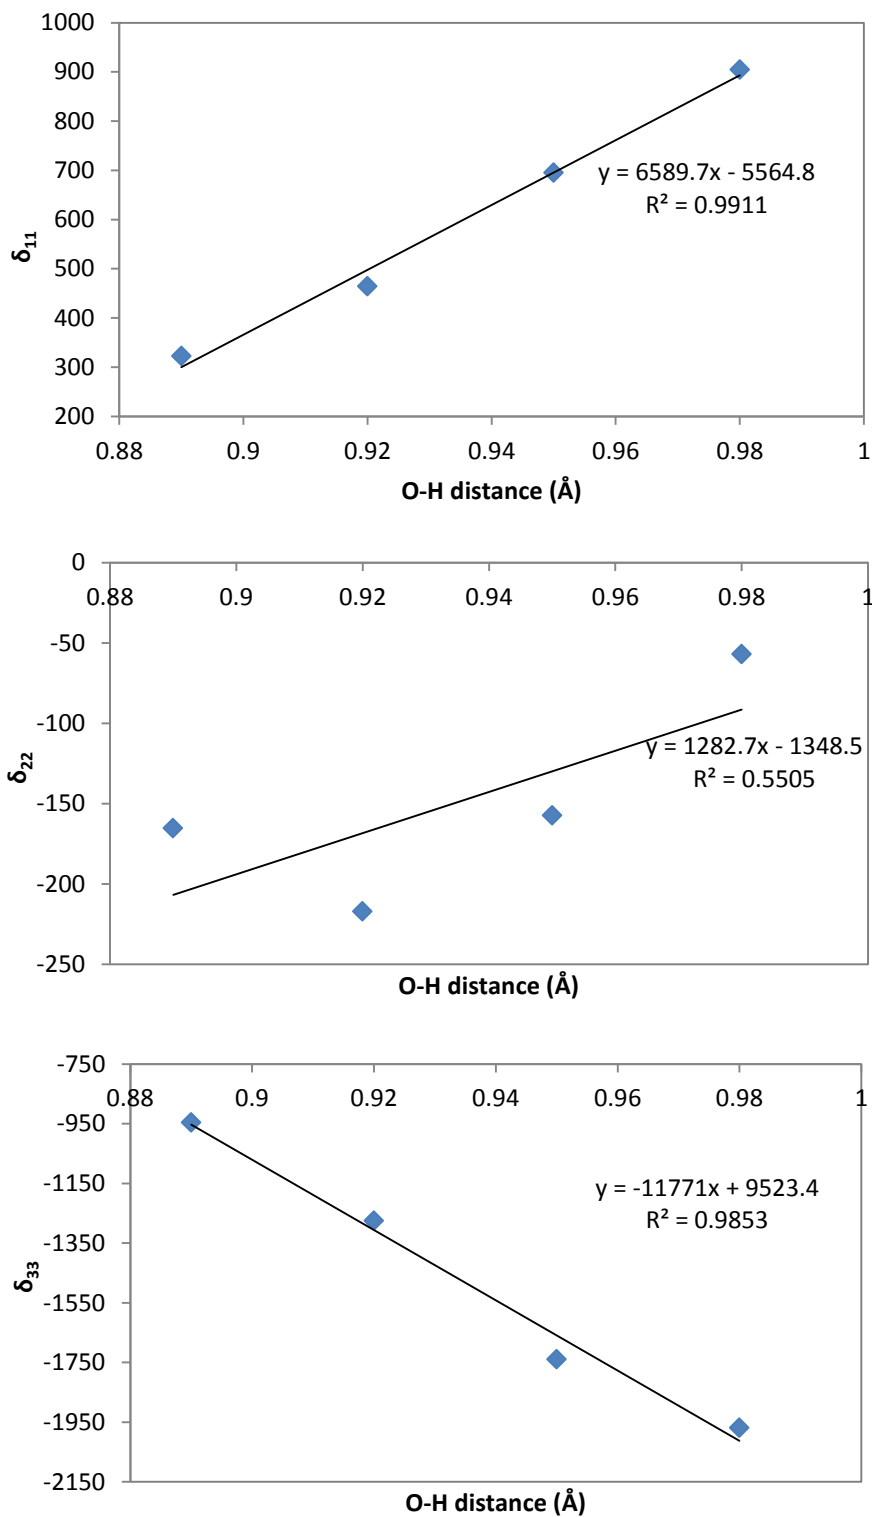 1000
900
800
700
600
500
400
300
200
δ₁₁
y = 6589.7x - 5564.8
R² = 0.9911
0.88 0.9 0.92 0.94 0.96 0.98 1
O-H distance (Å)
0
0.88 0.9 0.92 0.94 0.96 0.98 1
-50
-100
-150
-200
-250
δ₂₂
y = 1282.7x - 1348.5
R² = 0.5505
O-H distance (Å)
-750
0.88 0.9 0.92 0.94 0.96 0.98 1
-950
-1150
-1350
-1550
-1750
-1950
-2150
δ₃₃
y = -11771x + 9523.4
R² = 0.9853
O-H distance (Å)